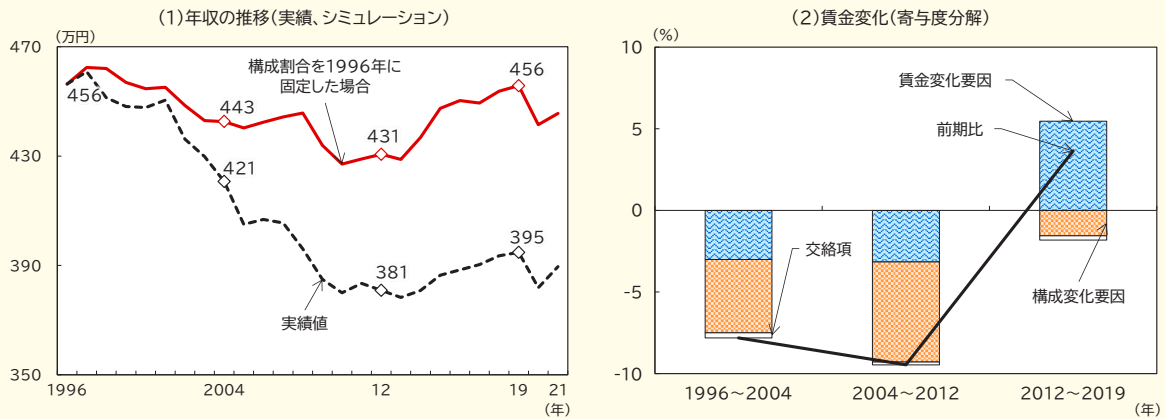 (1)年収の推移(実績、シミュレーション)
(万円)
470
430
390
350
構成割合を1996年に
固定した場合
456
443
431
456
421
381
395
実績値
1996
2004
12
19
21
(年)
(2)賃金変化(寄与度分解)
(%)
10
5
0
-5
-10
賃金変化要因
前期比
交絡項
構成変化要因
1996～2004
2004～2012
2012～2019
(年)